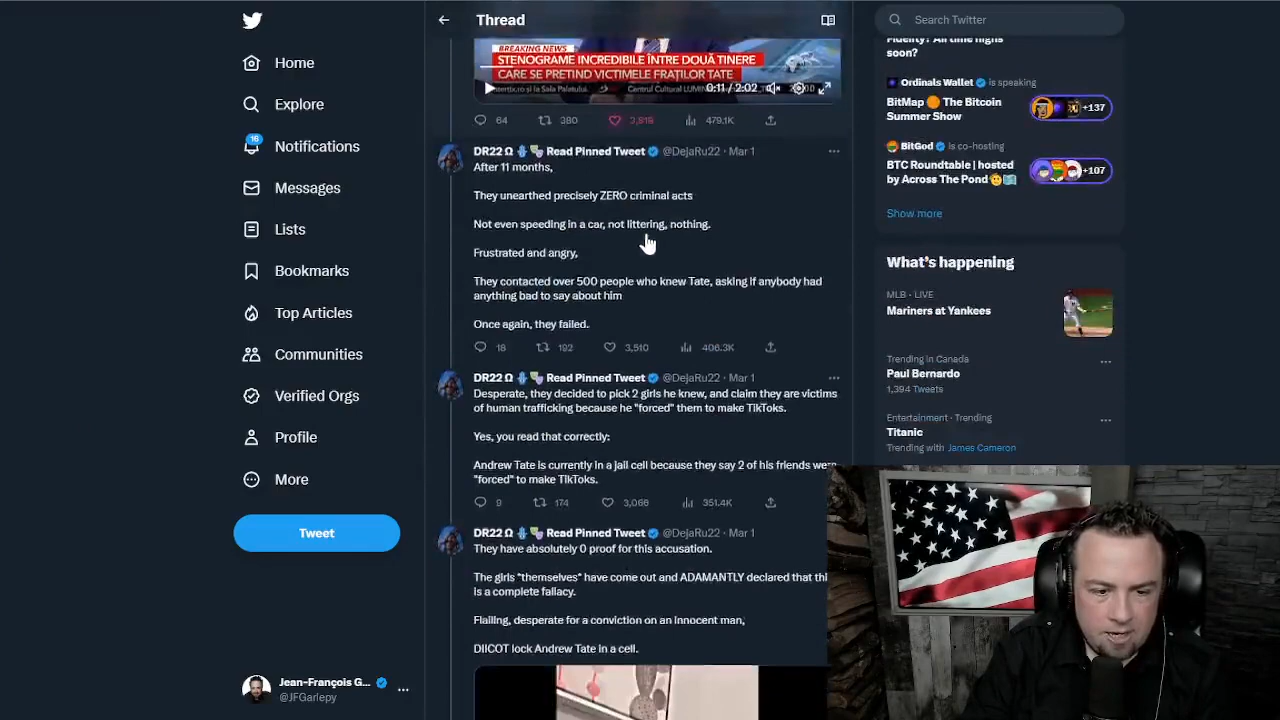 Thread
Search Twitter
Home
Explore
16
Notifications
Messages
Lists
Bookmarks
Top Articles
Communities
Verified Orgs
Profile
More
Tweet
Jean-François G...
@JFGariepy
BREAKING NEWS
STENOGRAME INCREDIBILE ÎNTRE DOUĂ TINERE
CARE SE PRETIND VICTIMELE FRAȚILOR TATE
0:11 / 2:02
64 380 3,819 479.1K
DR22 Ω Read Pinned Tweet @DejaRu22 · Mar 1
After 11 months,
They unearthed precisely ZERO criminal acts
Not even speeding in a car, not littering, nothing.
Frustrated and angry,
They contacted over 500 people who knew Tate, asking if anybody had
anything bad to say about him
Once again, they failed.
18 192 3,510 406.3K
DR22 Ω Read Pinned Tweet @DejaRu22 · Mar 1
Desperate, they decided to pick 2 girls he knew, and claim they are victims
of human trafficking because he "forced" them to make TikToks.
Yes, you read that correctly:
Andrew Tate is currently in a jail cell because they say 2 of his friends were
"forced" to make TikToks.
9 174 3,066 351.4K
DR22 Ω Read Pinned Tweet @DejaRu22 · Mar 1
They have absolutely 0 proof for this accusation.
The girls *themselves* have come out and ADAMANTLY declared that thi
is a complete fallacy.
Flailing, desperate for a conviction on an innocent man,
DIICOT lock Andrew Tate in a cell.
Fidelity? All time highs
soon?
Ordinals Wallet is speaking
BitMap The Bitcoin
Summer Show
+137
BitGod is co-hosting
BTC Roundtable | hosted
by Across The Pond
+107
Show more
What's happening
MLB · LIVE
Mariners at Yankees
Trending in Canada
Paul Bernardo
1,394 Tweets
Entertainment · Trending
Titanic
Trending with James Cameron